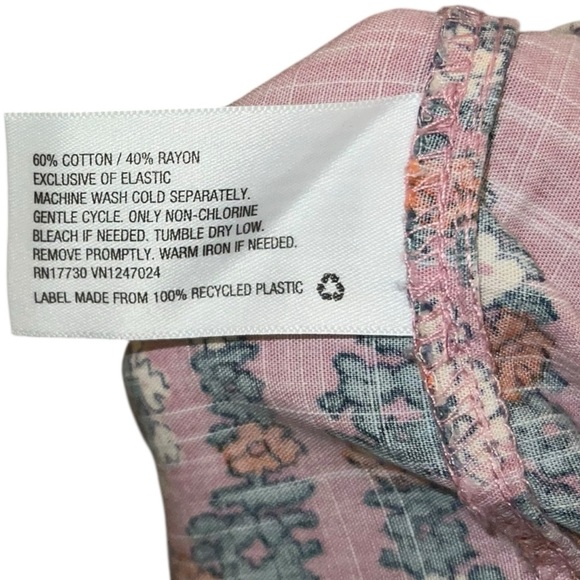 60% COTTON / 40% RAYON
EXCLUSIVE OF ELASTIC
MACHINE WASH COLD SEPARATELY.
GENTLE CYCLE. ONLY NON-CHLORINE
BLEACH IF NEEDED. TUMBLE DRY LOW.
REMOVE PROMPTLY. WARM IRON IF NEEDED.
RN17730 VN1247024
LABEL MADE FROM 100% RECYCLED PLASTIC